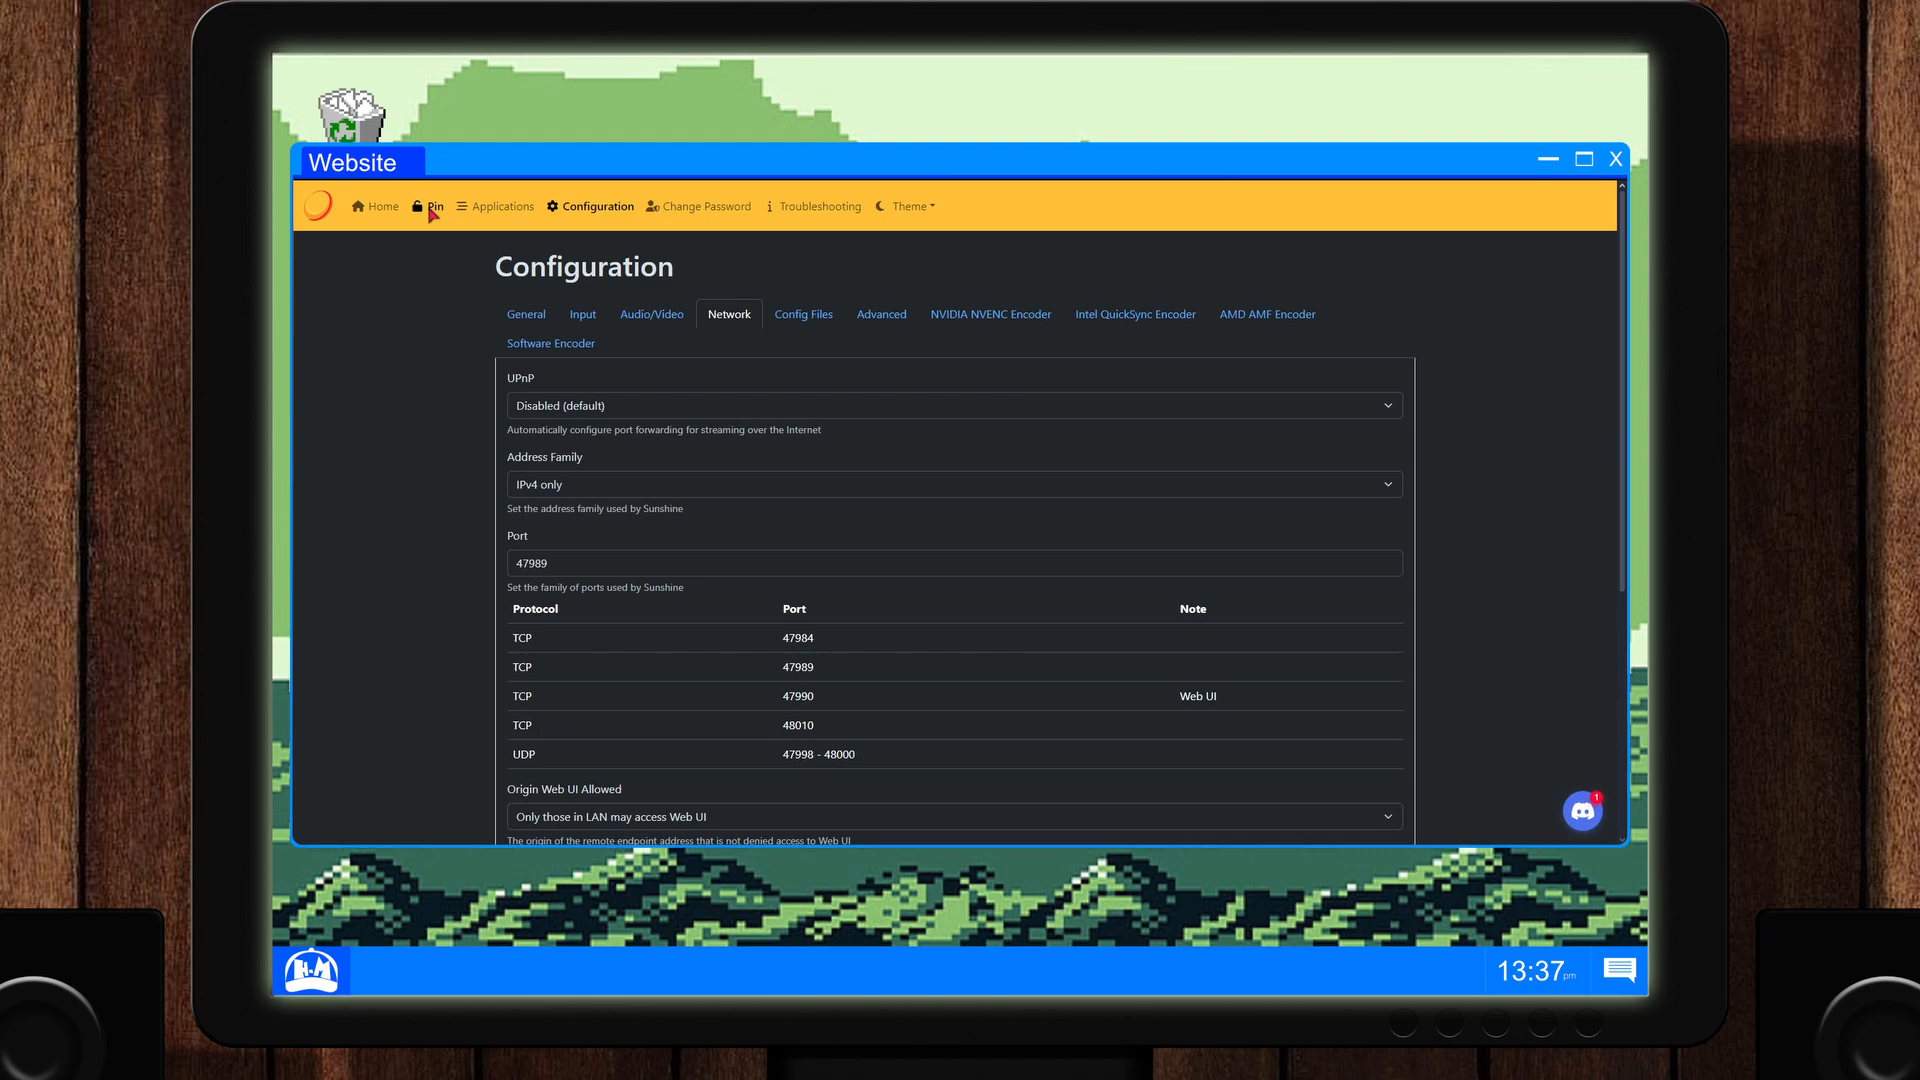 Website
X
Home Pin Applications Configuration Change Password Troubleshooting Theme
Configuration
General Input Audio/Video Network Config Files Advanced NVIDIA NVENC Encoder Intel QuickSync Encoder AMD AMF Encoder
Software Encoder
UPnP
Disabled (default)
Automatically configure port forwarding for streaming over the Internet
Address Family
IPv4 only
Set the address family used by Sunshine
Port
47989
Set the family of ports used by Sunshine
Protocol Port Note
TCP 47984
TCP 47989
TCP 47990 Web UI
TCP 48010
UDP 47998 - 48000
Origin Web UI Allowed
Only those in LAN may access Web UI
1
The origin of the remote endpoint address that is not denied access to Web UI
H-M
13:37 pm